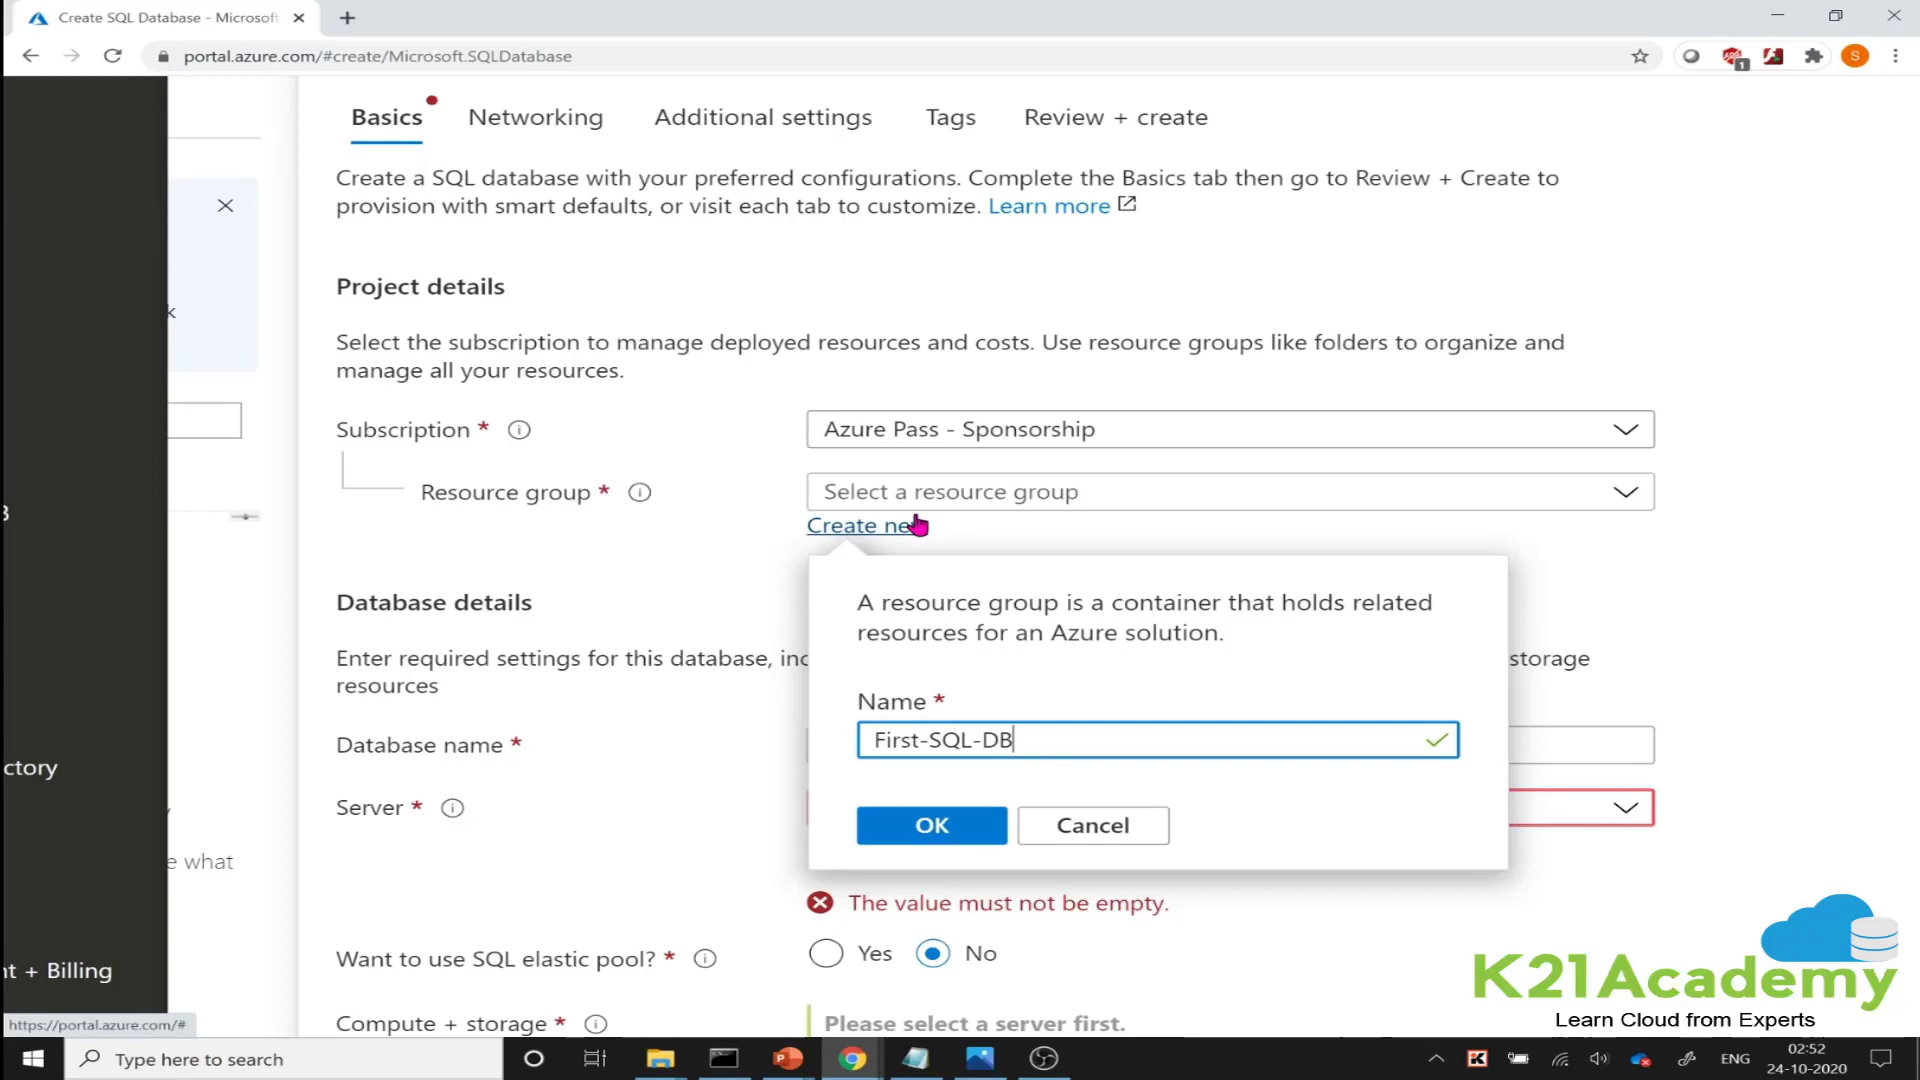 Create SQL Database - Microsoft
portal.azure.com/#create/Microsoft.SQLDatabase
1
S
Basics
Networking
Additional settings
Tags
Review + create
Create a SQL database with your preferred configurations. Complete the Basics tab then go to Review + Create to
provision with smart defaults, or visit each tab to customize. Learn more
Project details
k
Select the subscription to manage deployed resources and costs. Use resource groups like folders to organize and
manage all your resources.
Subscription *
Azure Pass - Sponsorship
Resource group *
Select a resource group
Create ne
Database details
A resource group is a container that holds related
resources for an Azure solution.
Enter required settings for this database, inc
storage
resources
Name *
First-SQL-DB
Database name *
ctory
Server *
OK
Cancel
e what
The value must not be empty.
Want to use SQL elastic pool? *
Yes
No
nt + Billing
K21Academy
Learn Cloud from Experts
Compute + storage *
Please select a server first.
https://portal.azure.com/#
Type here to search
ENG
02:52
24-10-2020